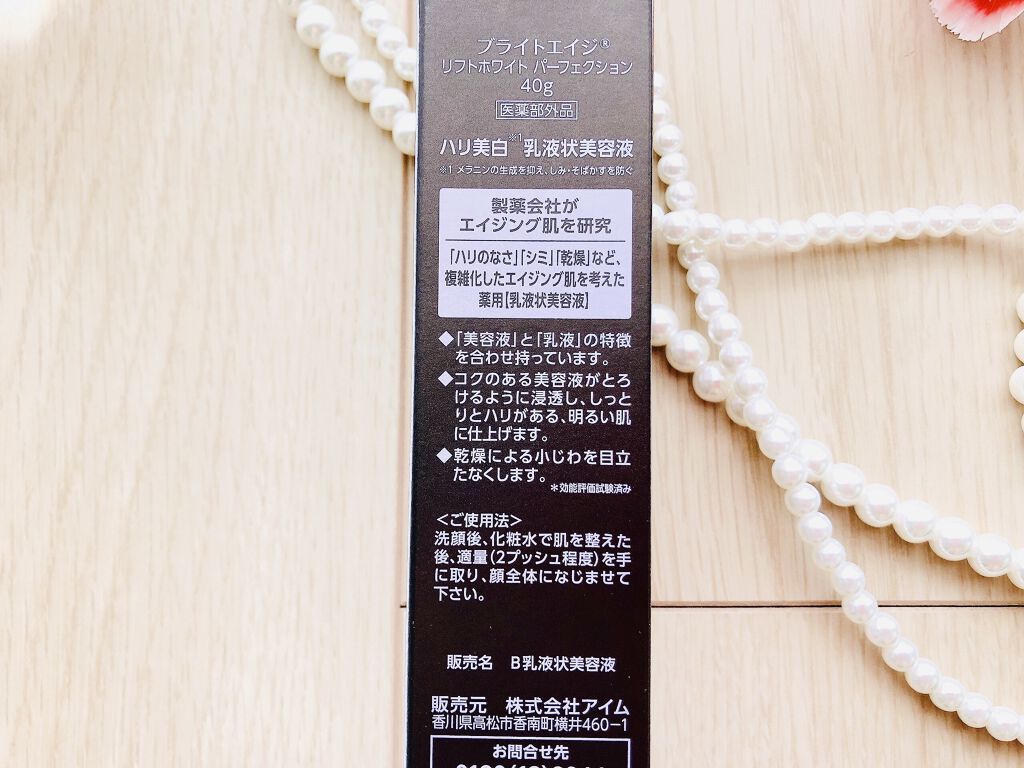 ブライトエイジ®
リフトホワイト パーフェクション
40g
医薬部外品
ハリ美白※1乳液状美容液
※1 メラニンの生成を抑え、しみ・そばかすを防ぐ
製薬会社が
エイジング肌を研究
「ハリのなさ」「シミ」「乾燥」など、
複雑化したエイジング肌を考えた
薬用【乳液状美容液】
◆「美容液」と「乳液」の特徴
を合わせ持っています。
◆コクのある美容液がとろ
けるように浸透し、しっと
りとハリがある、明るい肌
に仕上げます。
◆乾燥による小じわを目立
たなくします。
＊効能評価試験済み
＜ご使用法＞
洗顔後、化粧水で肌を整えた
後、適量(2プッシュ程度)を手
に取り、顔全体になじませて
下さい。
販売名 B乳液状美容液
販売元 株式会社アイム
香川県高松市香南町横井460−1
お問合せ先